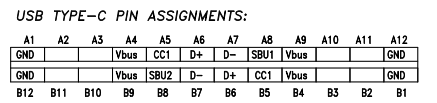 USB TYPE-C PIN ASSIGNMENTS:
A1 A2 A3 A4 A5 A6 A7 A8 A9 A10 A11 A12
GND Vbus CC1 D+ D- SBU1 Vbus GND
GND Vbus SBU2 D- D+ CC1 Vbus GND
B12 B11 B10 B9 B8 B7 B6 B5 B4 B3 B2 B1